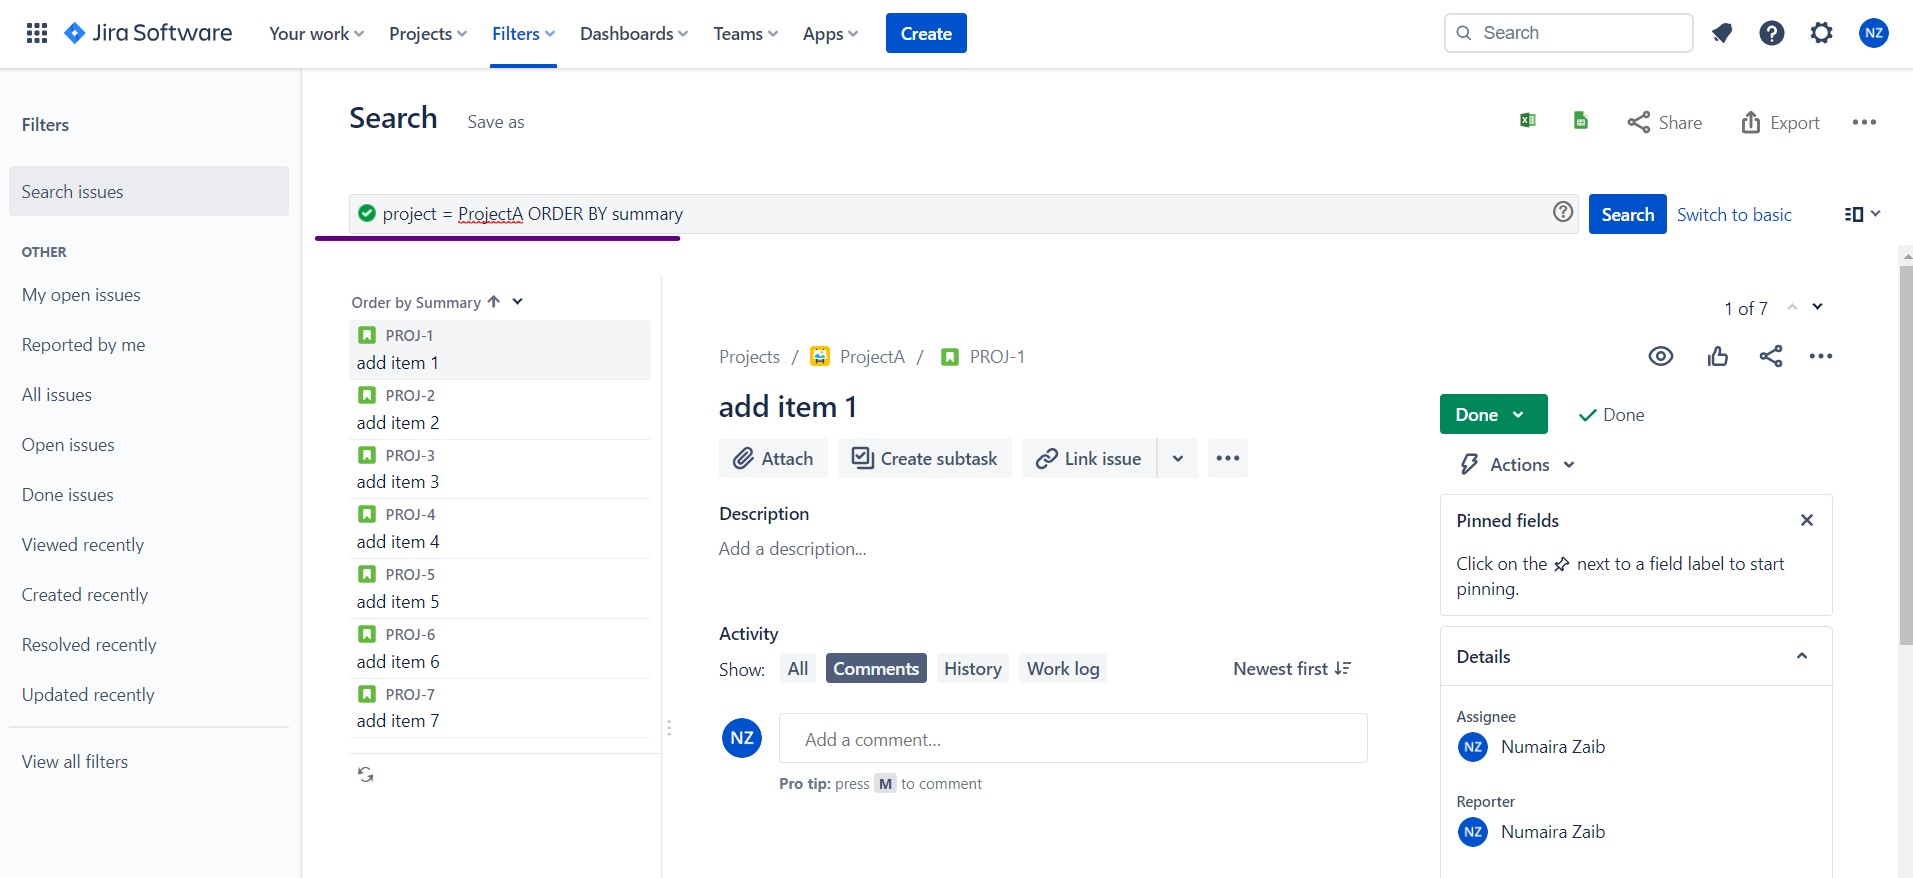 Jira Software Your work Projects Filters Dashboards Teams Apps Create Search NZ
Filters
Search issues
OTHER
My open issues
Reported by me
All issues
Open issues
Done issues
Viewed recently
Created recently
Resolved recently
Updated recently
View all filters
Search Save as Share Export
project = ProjectA ORDER BY summary Search Switch to basic
Order by Summary
PROJ-1
add item 1
PROJ-2
add item 2
PROJ-3
add item 3
PROJ-4
add item 4
PROJ-5
add item 5
PROJ-6
add item 6
PROJ-7
add item 7
1 of 7
Projects / ProjectA / PROJ-1
add item 1
Attach Create subtask Link issue
Description
Add a description...
Activity
Show: All Comments History Work log Newest first
NZ Add a comment...
Pro tip: press M to comment
Done Done
Actions
Pinned fields
Click on the next to a field label to start
pinning.
Details
Assignee
NZ Numaira Zaib
Reporter
NZ Numaira Zaib